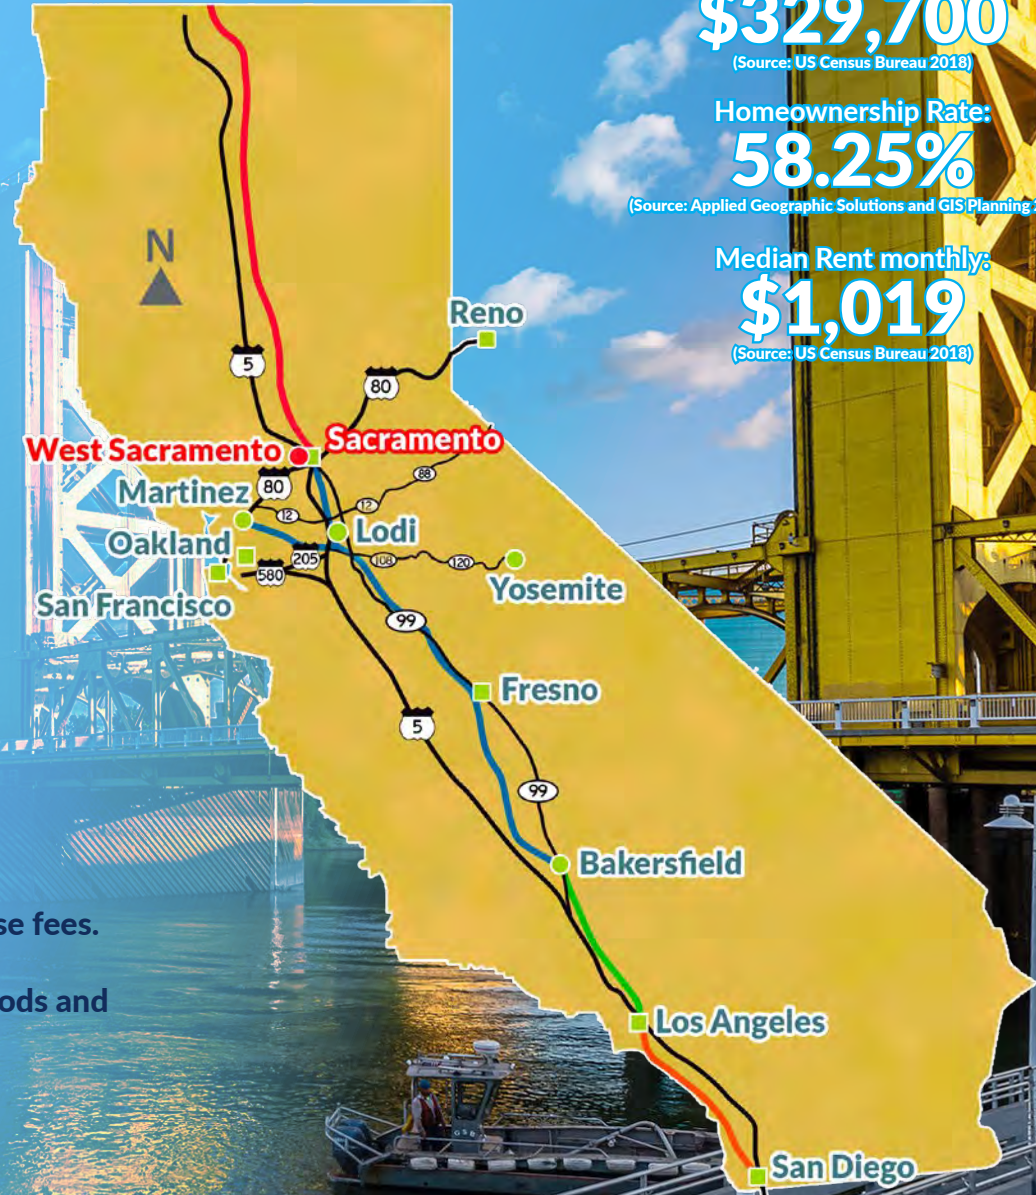 $329,700
(Source: US Census Bureau 2018)
Homeownership Rate:
58.25%
(Source: Applied Geographic Solutions and GIS Planning
Median Rent monthly:
$1,019
(Source: US Census Bureau 2018)
N
Reno
5
80
West Sacramento
Sacramento
88
80
Martinez
12
12
Lodi
Oakland
205
108
120
580
Yosemite
San Francisco
99
Fresno
5
99
Bakersfield
se fees.
ods and
Los Angeles
GSB
San Diego